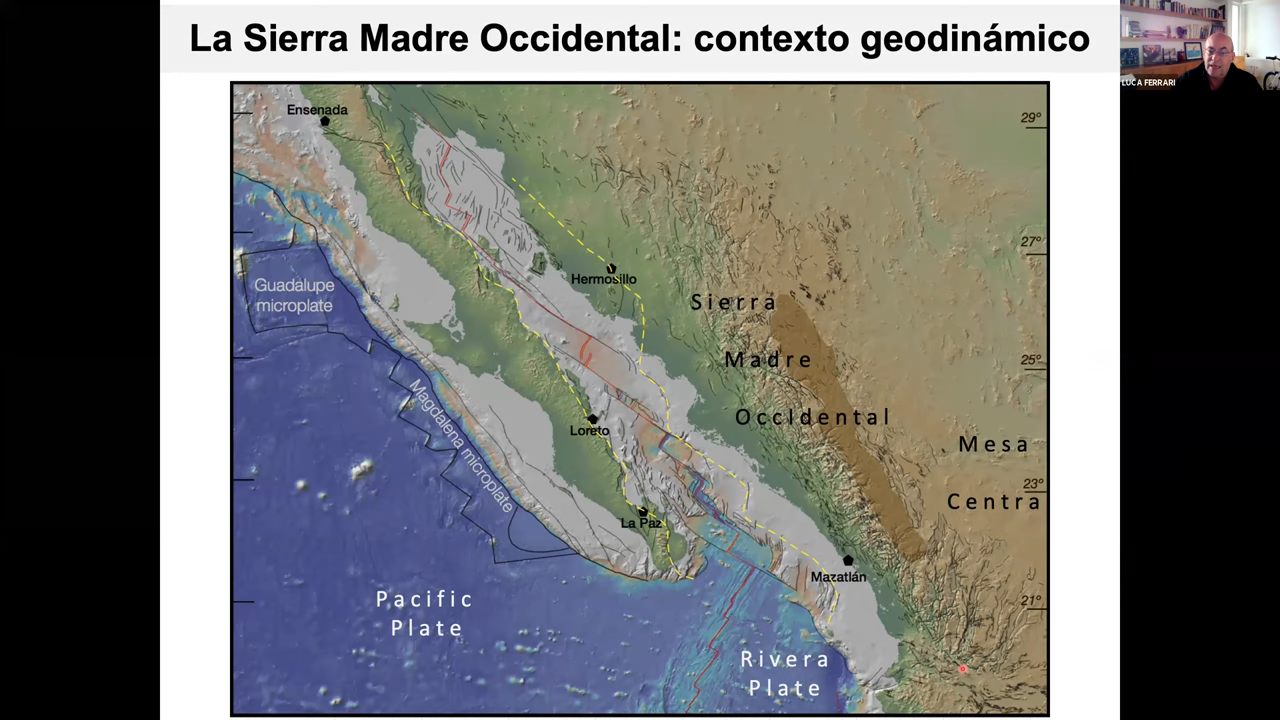 La Sierra Madre Occidental: contexto geodinámico
LUCA FERRARI
Ensenada
29°
27°
Hermosillo
Guadalupe
microplate
Sierra
25°
Madre
OccIdental
Magdalena microplate
Loreto
Mesa
23°
Centra
La Paz
Mazatlán
Pacific
Plate
21°
Rivera
Plate